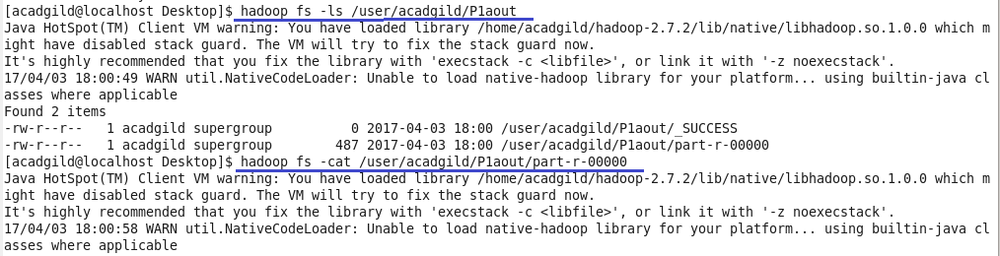 [acadgild@localhost Desktop]$ hadoop fs -ls /user/acadgild/P1aout
Java HotSpot(TM) Client VM warning: You have loaded library /home/acadgild/hadoop-2.7.2/lib/native/libhadoop.so.1.0.0 which m
ight have disabled stack guard. The VM will try to fix the stack guard now.
It's highly recommended that you fix the library with 'execstack -c <libfile>', or link it with '-z noexecstack'.
17/04/03 18:00:49 WARN util.NativeCodeLoader: Unable to load native-hadoop library for your platform... using builtin-java cl
asses where applicable
Found 2 items
-rw-r--r--   1 acadgild supergroup          0 2017-04-03 18:00 /user/acadgild/P1aout/_SUCCESS
-rw-r--r--   1 acadgild supergroup        487 2017-04-03 18:00 /user/acadgild/P1aout/part-r-00000
[acadgild@localhost Desktop]$ hadoop fs -cat /user/acadgild/P1aout/part-r-00000
Java HotSpot(TM) Client VM warning: You have loaded library /home/acadgild/hadoop-2.7.2/lib/native/libhadoop.so.1.0.0 which m
ight have disabled stack guard. The VM will try to fix the stack guard now.
It's highly recommended that you fix the library with 'execstack -c <libfile>', or link it with '-z noexecstack'.
17/04/03 18:00:58 WARN util.NativeCodeLoader: Unable to load native-hadoop library for your platform... using builtin-java cl
asses where applicable